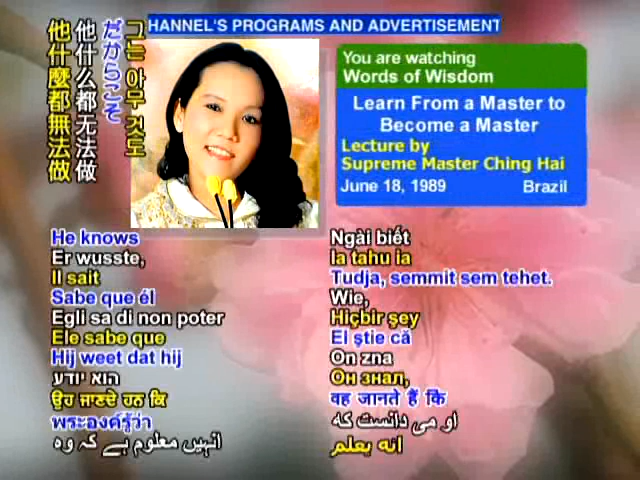 HANNEL'S PROGRAMS AND ADVERTISEMENT
그는 아무 것도
だからこそ
他什么都无法做
他什麼都無法做
You are watching
Words of Wisdom
Learn From a Master to
Become a Master
Lecture by
Supreme Master Ching Hai
June 18, 1989 Brazil
He knows
Er wusste,
Il sait
Sabe que él
Egli sa di non poter
Ele sabe que
Hij weet dat hij
הוא יודע
ਉਹ ਜਾਣਦੇ ਹਨ ਕਿ
พระองค์รู้ว่า
انہیں معلوم ہے کہ وہ
Ngài biết
Ia tahu ia
Tudja, semmit sem tehet.
Wie,
Hiçbir şey
El ştie că
On zna
Он знал,
वह जानते हैं कि
او می دانست که
انه يعلم